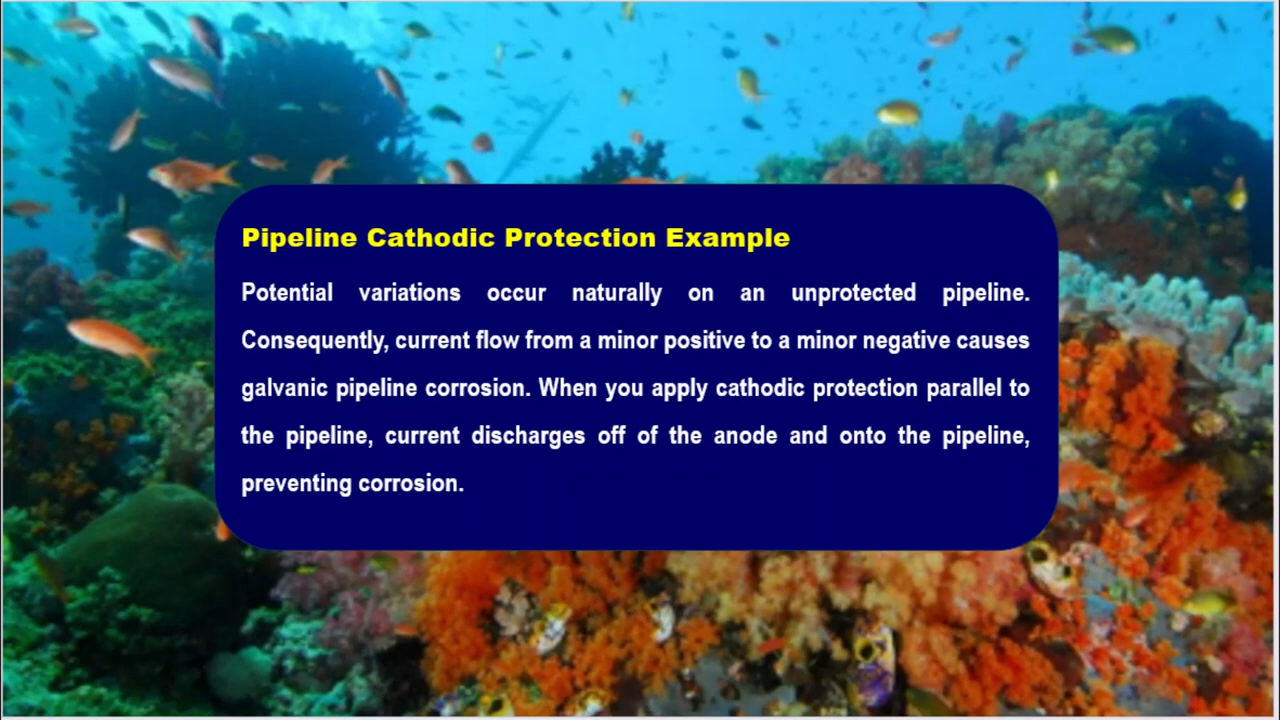 Pipeline Cathodic Protection Example
Potential variations occur naturally on an unprotected pipeline.
Consequently, current flow from a minor positive to a minor negative causes
galvanic pipeline corrosion. When you apply cathodic protection parallel to
the pipeline, current discharges off of the anode and onto the pipeline,
preventing corrosion.